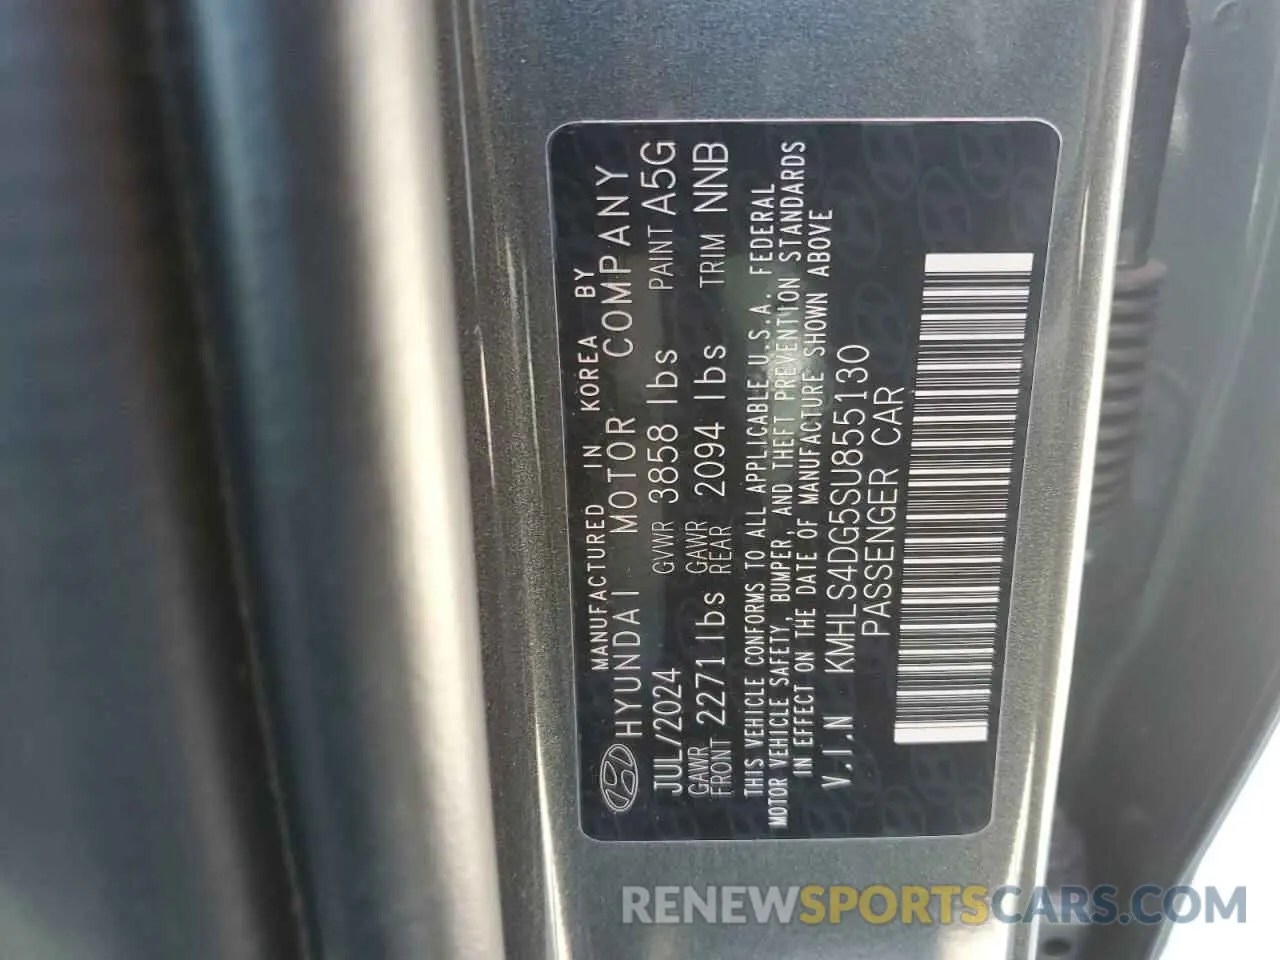 MANUFACTURED IN KOREA BY
HYUNDAI MOTOR COMPANY
JUL/2024 GVWR 3858 lbs PAINT A5G
GAWR FRONT 2271 lbs GAWR REAR 2094 lbs TRIM NNB
THIS VEHICLE CONFORMS TO ALL APPLICABLE U.S.A. FEDERAL
MOTOR VEHICLE SAFETY, BUMPER, AND THEFT PREVENTION STANDARDS
IN EFFECT ON THE DATE OF MANUFACTURE SHOWN ABOVE
V.I.N KMHLS4DG5SU855130
PASSENGER CAR
RENEWSPORTSCARS.COM